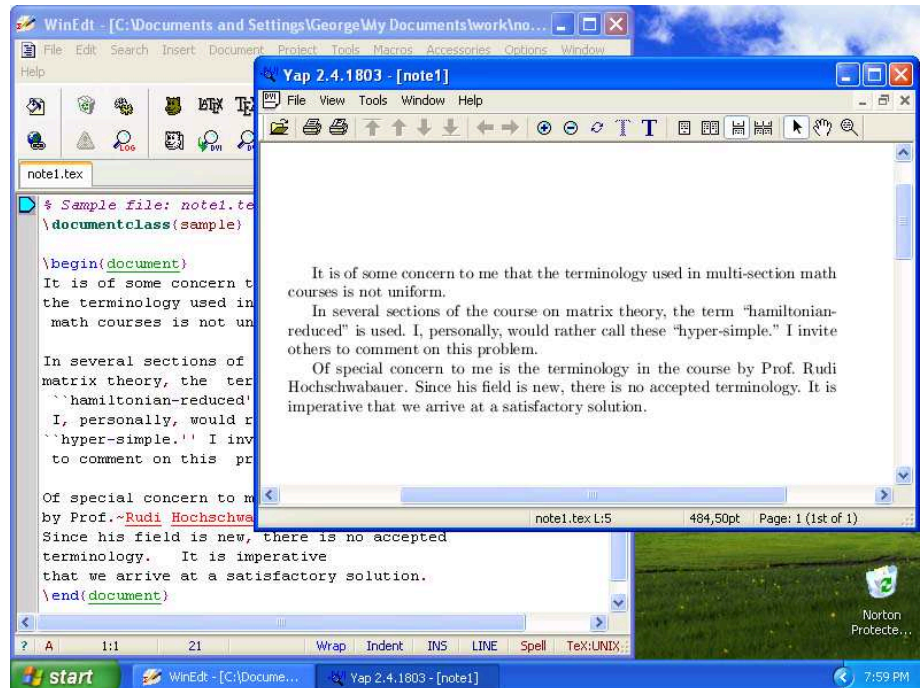 WinEdt - [C:\Documents and Settings\George\My Documents\work\no...
File Edit Search Insert Document Project Tools Macros Accessories Options Window
Help
note1.tex
% Sample file: note1.te
\documentclass{sample}
\begin{document}
It is of some concern t
the terminology used in
math courses is not un
In several sections of
matrix theory, the ter
``hamiltonian-reduced'
I, personally, would r
``hyper-simple.'' I inv
to comment on this pr
Of special concern to m
by Prof.~Rudi Hochschwa
Since his field is new, there is no accepted
terminology. It is imperative
that we arrive at a satisfactory solution.
\end{document}
? A 1:1 21 Wrap Indent INS LINE Spell TeX:UNIX
Yap 2.4.1803 - [note1]
DVI File View Tools Window Help
It is of some concern to me that the terminology used in multi-section math
courses is not uniform.
In several sections of the course on matrix theory, the term “hamiltonian-
reduced” is used. I, personally, would rather call these “hyper-simple.” I invite
others to comment on this problem.
Of special concern to me is the terminology in the course by Prof. Rudi
Hochschwabauer. Since his field is new, there is no accepted terminology. It is
imperative that we arrive at a satisfactory solution.
note1.tex L:5 484,50pt Page: 1 (1st of 1)
Norton
Protecte...
start WinEdt - [C:\Docume... Yap 2.4.1803 - [note1] 7:59 PM